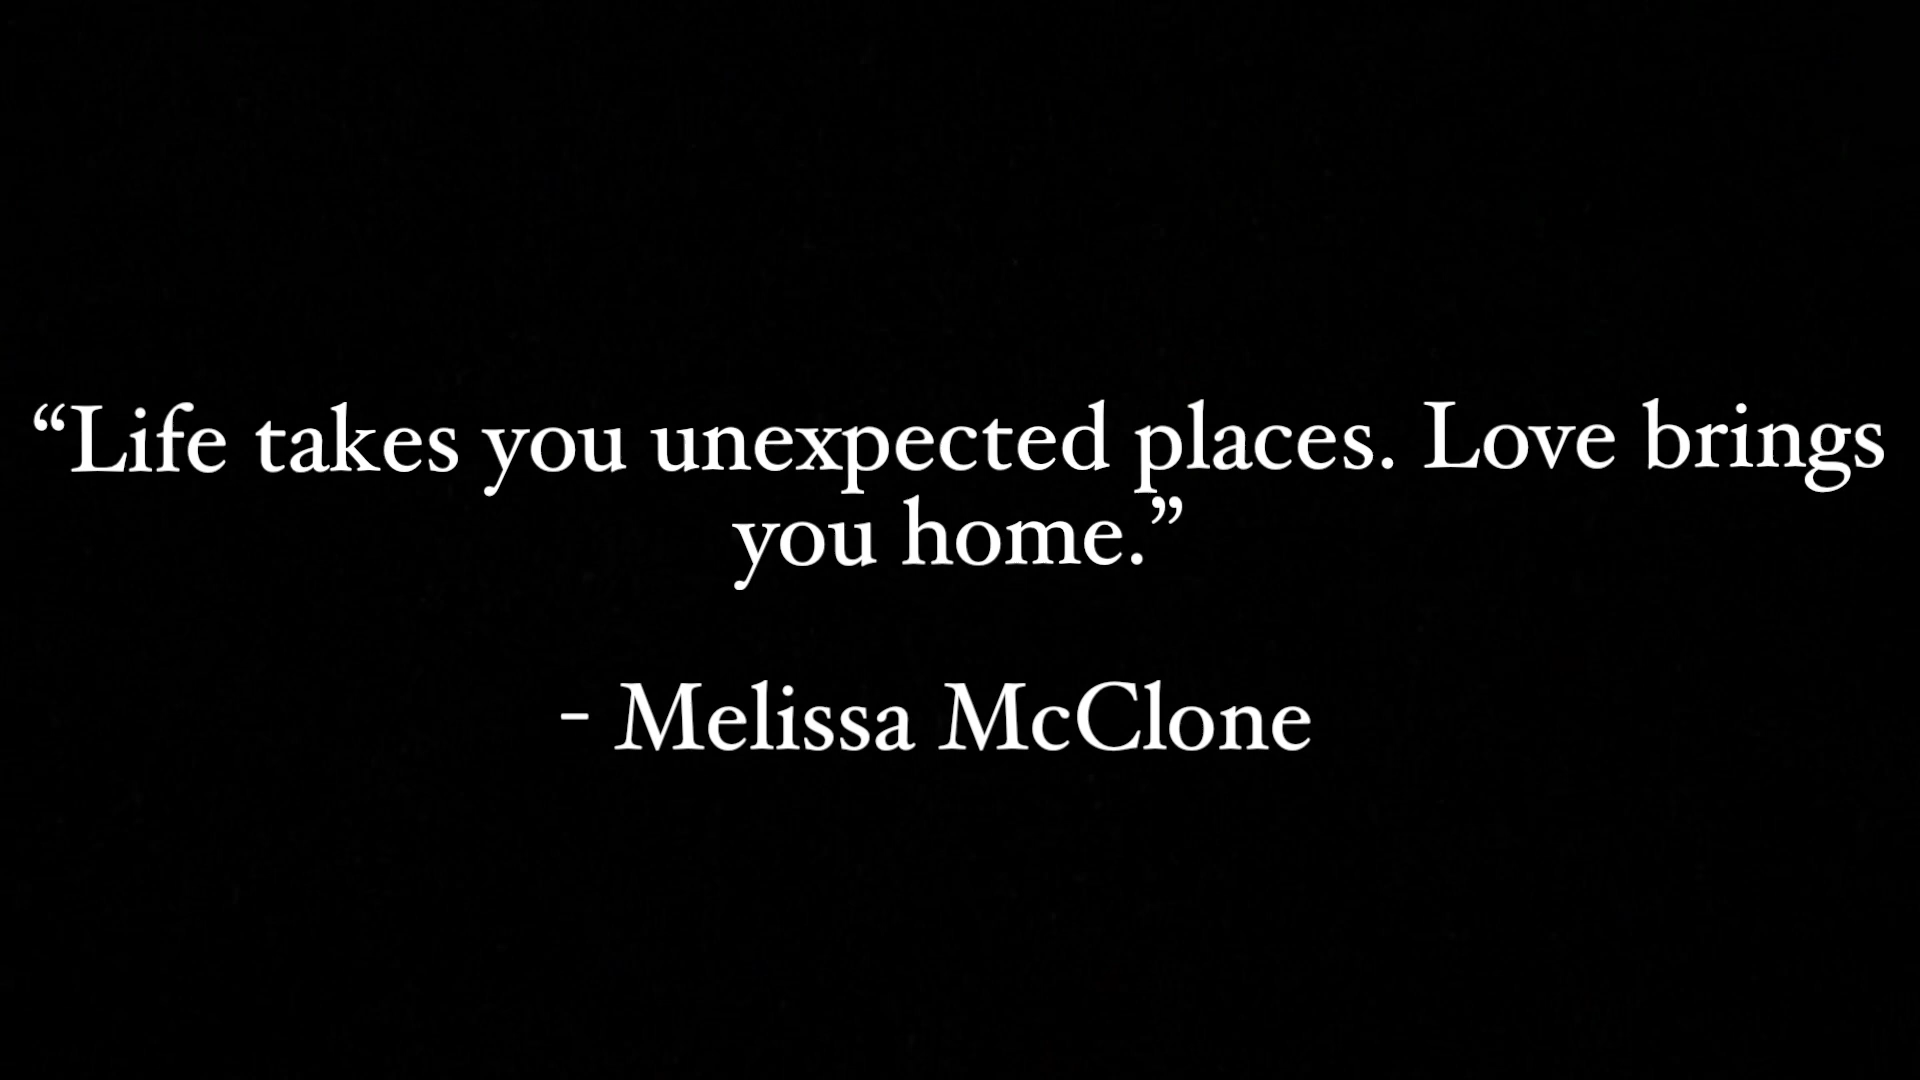 “Life takes you unexpected places. Love brings
you home.”
- Melissa McClone